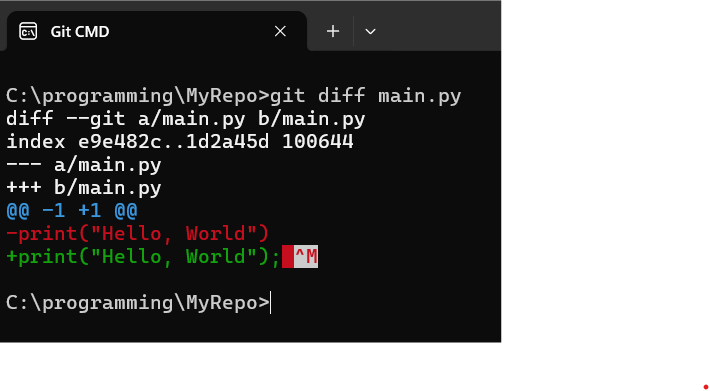 Git CMD
C:\programming\MyRepo>git diff main.py
diff --git a/main.py b/main.py
index e9e482c..1d2a45d 100644
--- a/main.py
+++ b/main.py
@@ -1 +1 @@
-print("Hello, World")
+print("Hello, World"); ^M
C:\programming\MyRepo>